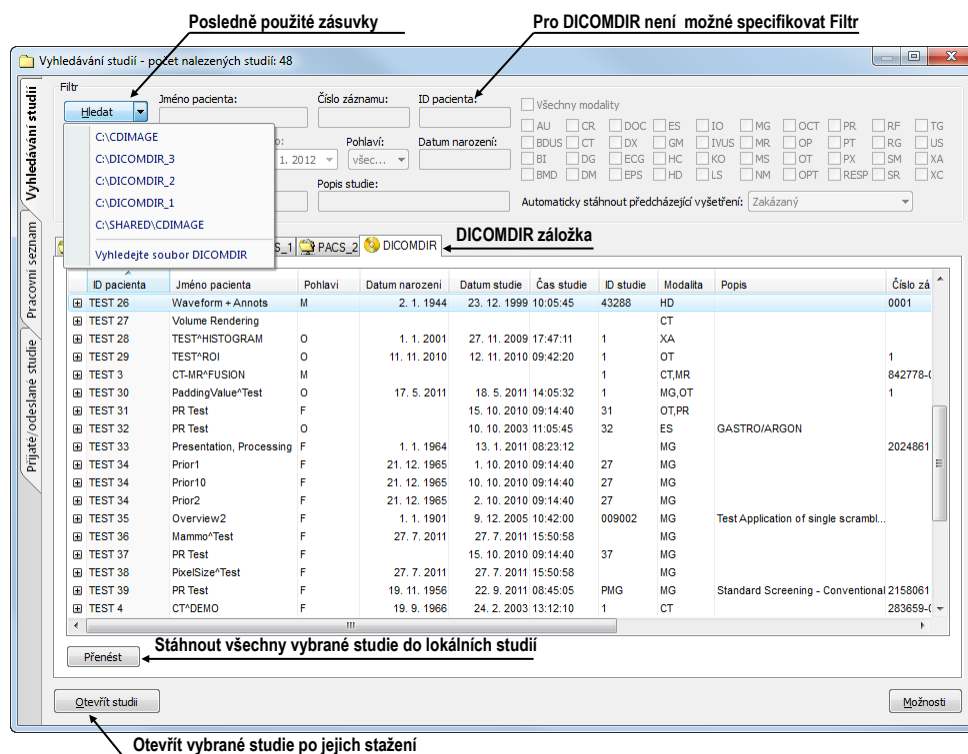 Posledně použité zásuvky
Pro DICOMDIR není možné specifikovat Filtr
Vyhledávání studií - počet nalezených studií: 48
Vyhledávání studií
Pracovní seznam
Přijaté/odeslané studie
Filtr
Hledat
Jméno pacienta:
Číslo záznamu:
ID pacienta:
Všechny modality
C:\CDIMAGE
C:\DICOMDIR_3
C:\DICOMDIR_2
C:\DICOMDIR_1
C:\SHARED\CDIMAGE
Vyhledejte soubor DICOMDIR
1. 2012
Pohlaví:
všec...
Datum narození:
Popis studie:
AU CR DOC ES IO MG OCT PR RF TG
BDUS CT DX GM IVUS MR OP PT RG US
BI DG ECG HC KO MS OT PX SM XA
BMD DM EPS HD LS NM OPT RESP SR XC
Automaticky stáhnout předcházející vyšetření: Zakázaný
S_1 PACS_2 DICOMDIR
DICOMDIR záložka
ID pacienta Jméno pacienta Pohlaví Datum narození Datum studie Čas studie ID studie Modalita Popis Číslo zá
TEST 26 Waveform + Annots M 2. 1. 1944 23. 12. 1999 10:05:45 43288 HD 0001
TEST 27 Volume Rendering CT
TEST 28 TEST^HISTOGRAM O 1. 1. 2001 27. 11. 2009 17:47:11 1 XA
TEST 29 TEST^ROI O 11. 11. 2010 12. 11. 2010 09:42:20 1 OT 1
TEST 3 CT-MR^FUSION M 1 CT,MR 842778-0
TEST 30 PaddingValue^Test O 17. 5. 2011 18. 5. 2011 14:05:32 1 MG,OT 1
TEST 31 PR Test F 15. 10. 2010 09:14:40 31 OT,PR
TEST 32 PR Test O 10. 10. 2003 11:05:45 32 ES GASTRO/ARGON
TEST 33 Presentation, Processing F 1. 1. 1964 13. 1. 2011 08:23:12 MG 2024861
TEST 34 Prior1 F 21. 12. 1965 1. 10. 2010 09:14:40 27 MG
TEST 34 Prior10 F 21. 12. 1965 10. 10. 2010 09:14:40 27 MG
TEST 34 Prior2 F 21. 12. 1965 2. 10. 2010 09:14:40 27 MG
TEST 35 Overview2 F 1. 1. 1901 9. 12. 2005 10:42:00 009002 MG Test Application of single scrambl...
TEST 36 Mammo^Test F 27. 7. 2011 27. 7. 2011 15:50:58 MG
TEST 37 PR Test F 15. 10. 2010 09:14:40 37 MG
TEST 38 PixelSize^Test F 27. 7. 2011 27. 7. 2011 15:50:58 MG
TEST 39 PR Test F 19. 11. 1956 22. 9. 2011 08:45:05 PMG MG Standard Screening - Conventional 2158061
TEST 4 CT^DEMO F 19. 9. 1966 24. 2. 2003 13:12:10 1 CT 283659-0
Přenést
Stáhnout všechny vybrané studie do lokálních studií
Otevřít studii
Možnosti
Otevřít vybrané studie po jejich stažení